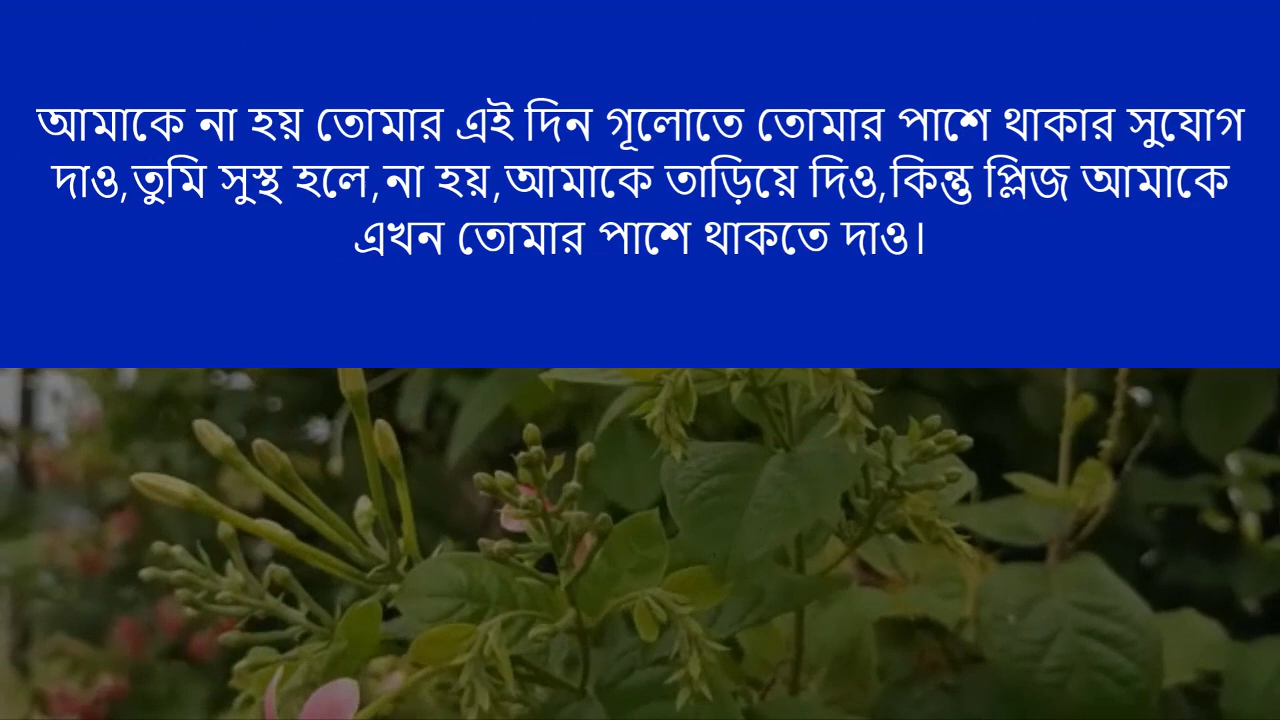 আমাকে না হয় তোমার এই দিন গূলোতে তোমার পাশে থাকার সুযোগ
দাও,তুমি সুস্থ হলে,না হয়,আমাকে তাড়িয়ে দিও,কিন্তু প্লিজ আমাকে
এখন তোমার পাশে থাকতে দাও।